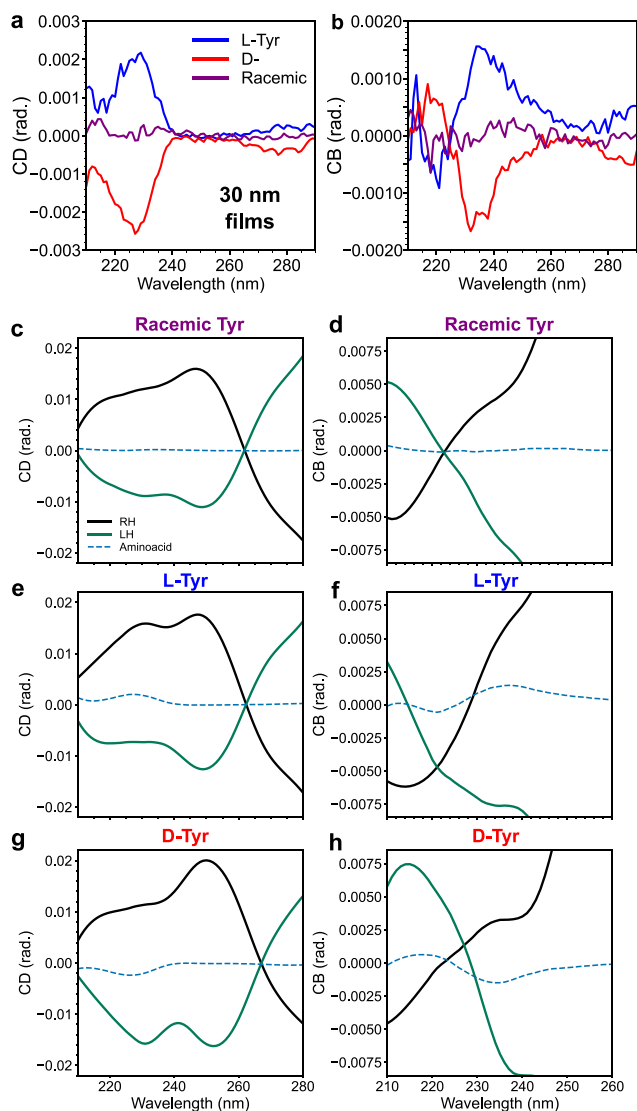 a
0.003
0.002
0.001
0.000
−0.001
−0.002
−0.003
CD (rad.)
L-Tyr
D-
Racemic
30 nm
films
220 240 260 280
Wavelength (nm)
b
0.0020
0.0010
0.0000
−0.0010
−0.0020
CB (rad.)
220 240 260 280
Wavelength (nm)
c
Racemic Tyr
0.02
0.01
0.00
−0.01
−0.02
CD (rad.)
RH
LH
Aminoacid
d
Racemic Tyr
0.0075
0.0050
0.0025
0.0000
−0.0025
−0.0050
−0.0075
CB (rad.)
e
L-Tyr
0.02
0.01
0.00
−0.01
−0.02
CD (rad.)
f
L-Tyr
0.0075
0.0050
0.0025
0.0000
−0.0025
−0.0050
−0.0075
CB (rad.)
g
D-Tyr
0.02
0.01
0.00
−0.01
−0.02
CD (rad.)
220 240 260 280
Wavelength (nm)
h
D-Tyr
0.0075
0.0050
0.0025
0.0000
−0.0025
−0.0050
−0.0075
CB (rad.)
210 220 230 240 250 260
Wavelength (nm)